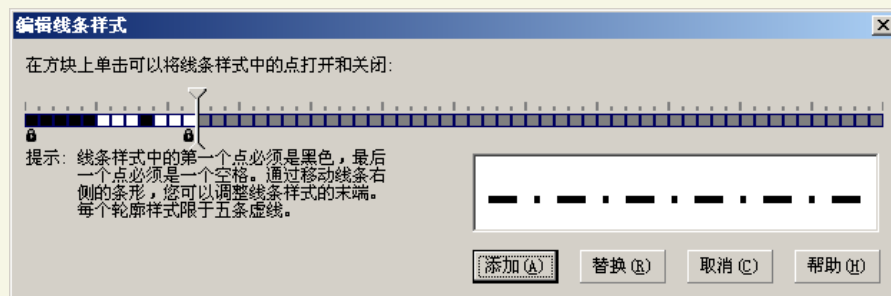 编辑线条样式
在方块上单击可以将线条样式中的点打开和关闭:
提示: 线条样式中的第一个点必须是黑色，最后
一个点必须是一个空格。通过移动线条右
侧的条形，您可以调整线条样式的末端。
每个轮廓样式限于五条虚线。
添加(A) 替换(R) 取消(C) 帮助(H)